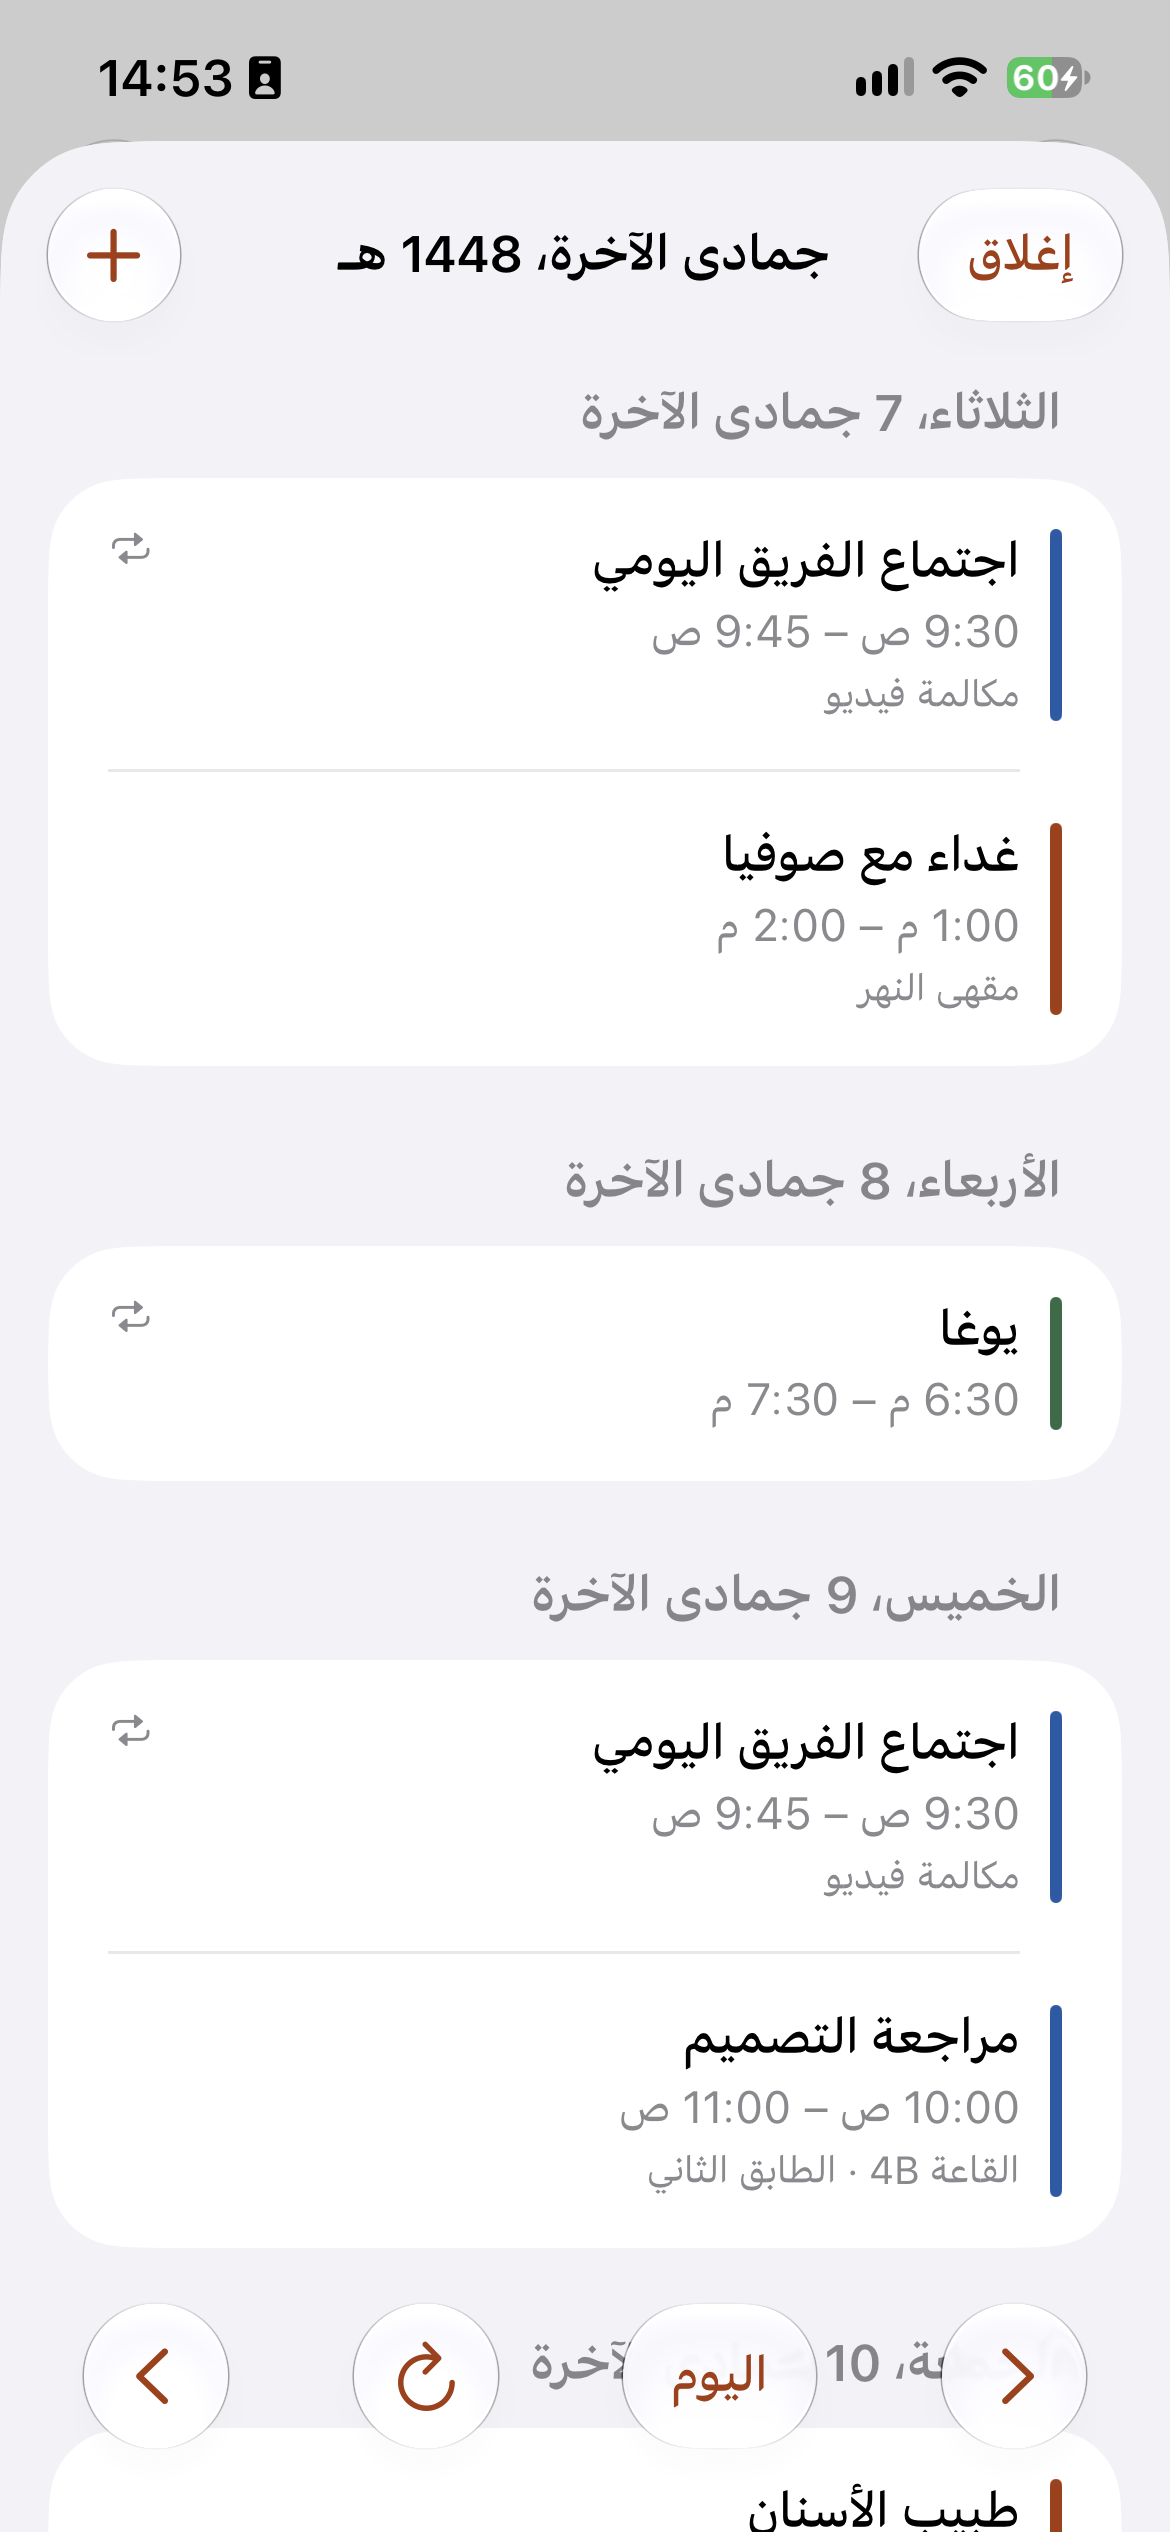 14:53
60
إغلاق
جمادى الآخرة، 1448 هـ
الثلاثاء، 7 جمادى الآخرة
اجتماع الفريق اليومي
9:30 ص – 9:45 ص
مكالمة فيديو
غداء مع صوفيا
1:00 م – 2:00 م
مقهى النهر
الأربعاء، 8 جمادى الآخرة
يوغا
6:30 م – 7:30 م
الخميس، 9 جمادى الآخرة
اجتماع الفريق اليومي
9:30 ص – 9:45 ص
مكالمة فيديو
مراجعة التصميم
10:00 ص – 11:00 ص
القاعة 4B · الطابق الثاني
10
اليوم
طبيب الأسنان